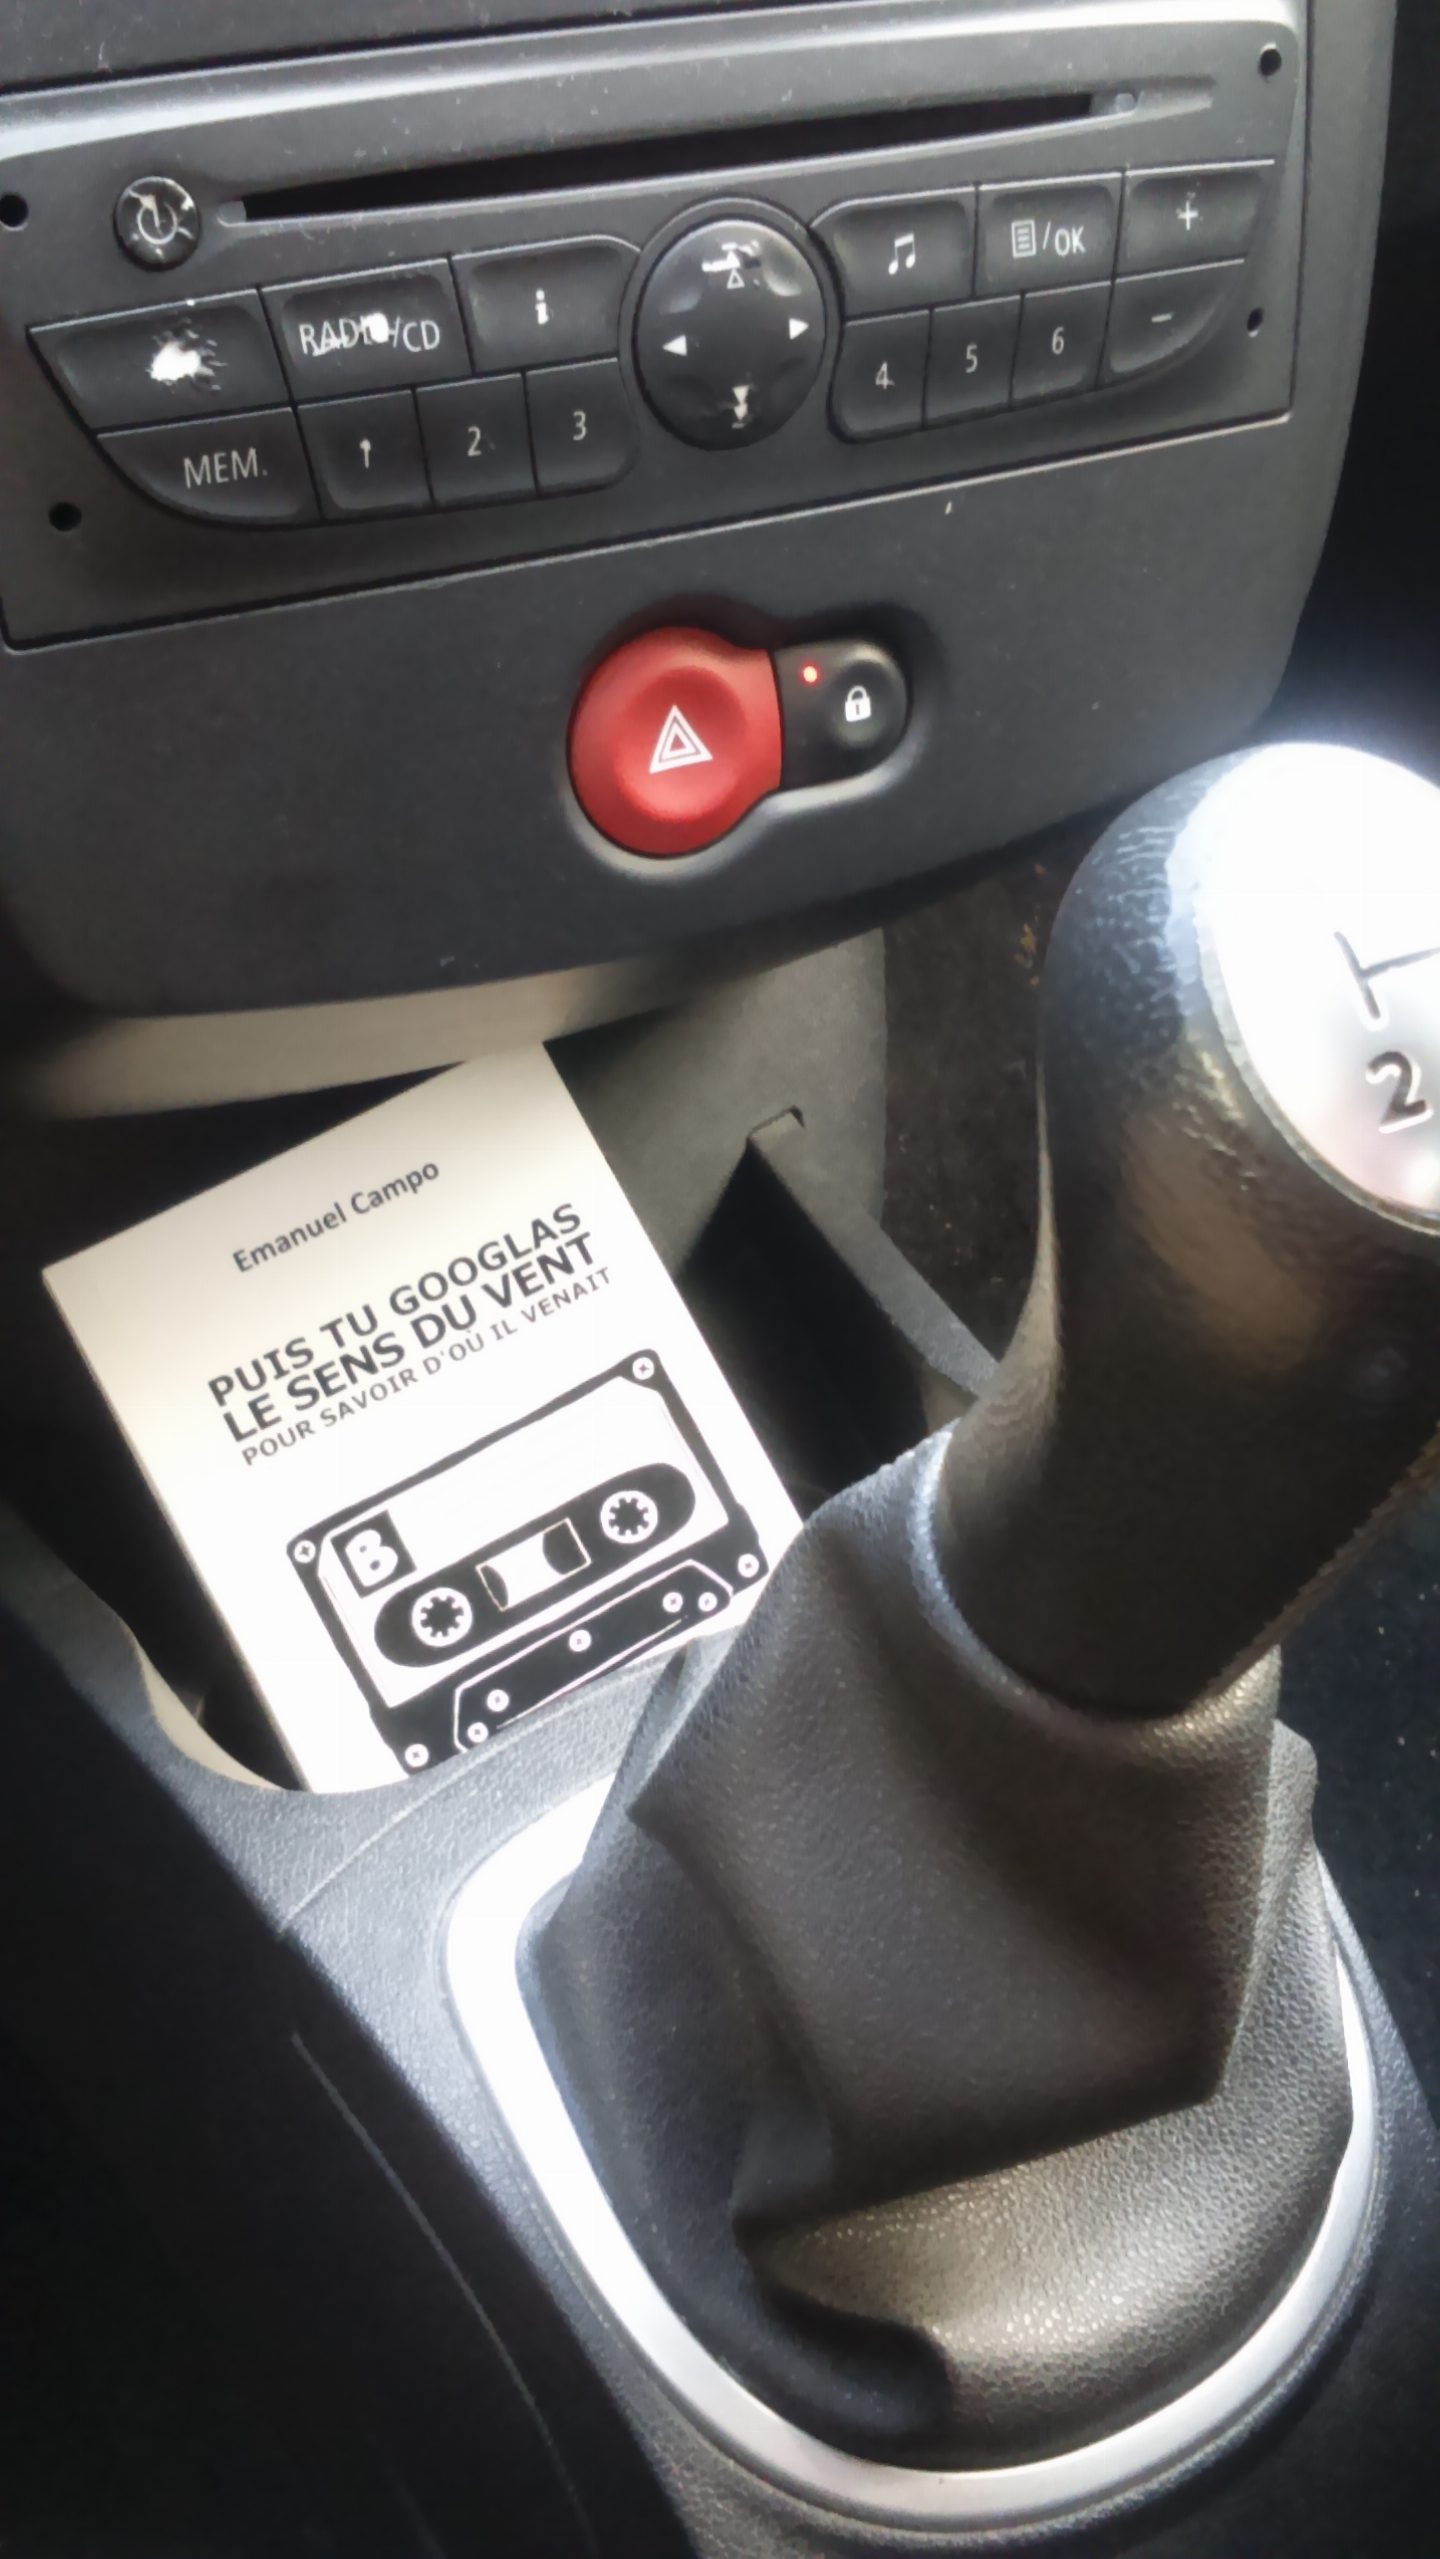 RADIO/CD
i
/OK
+
MEM.
1
2
3
4
5
6
-
2
Emanuel Campo
PUIS TU GOOGLAS
LE SENS DU VENT
POUR SAVOIR D'OÙ IL VENAIT
B